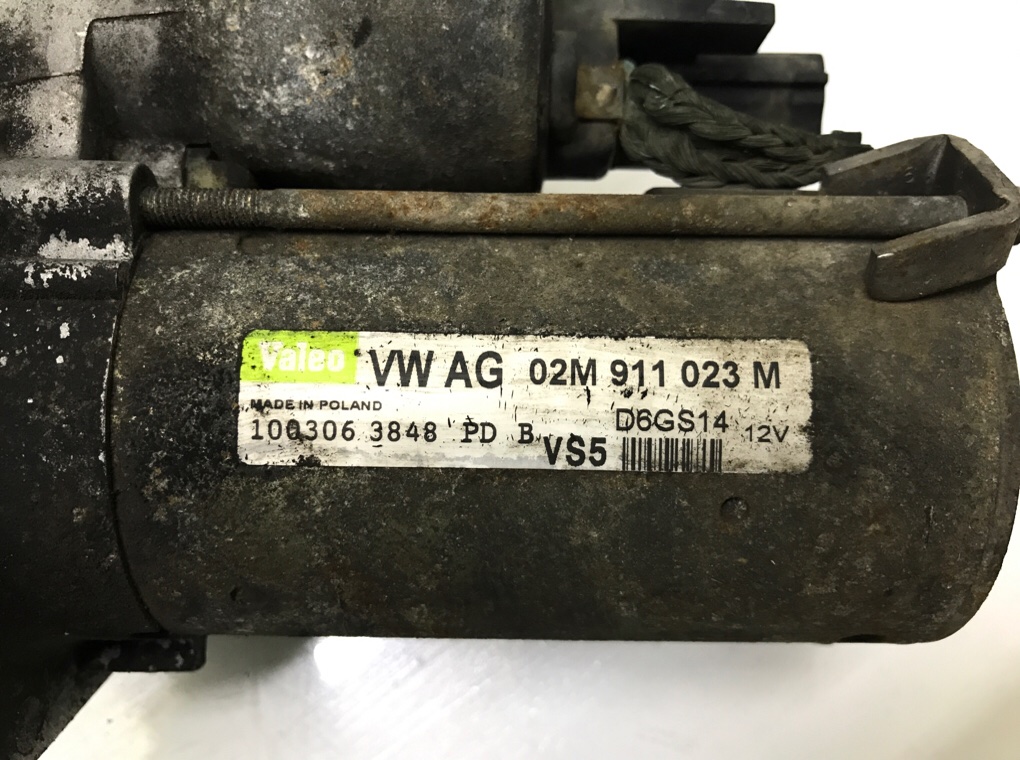 Valeo VW AG 02M 911 023 M
MADE IN POLAND
D6GS14 12V
100306 3848 PD B
VS5